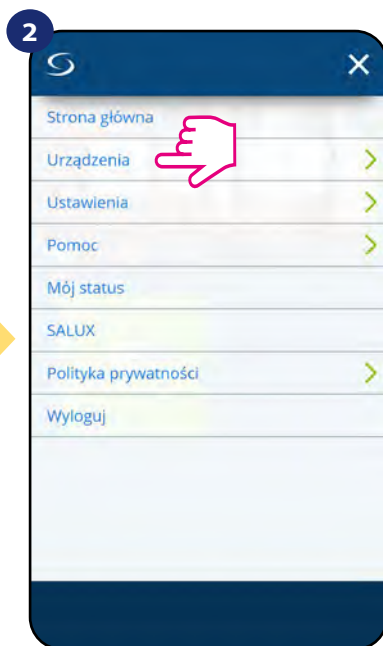 2
Strona główna
Urządzenia
Ustawienia
Pomoc
Mój status
SALUX
Polityka prywatności
Wyloguj